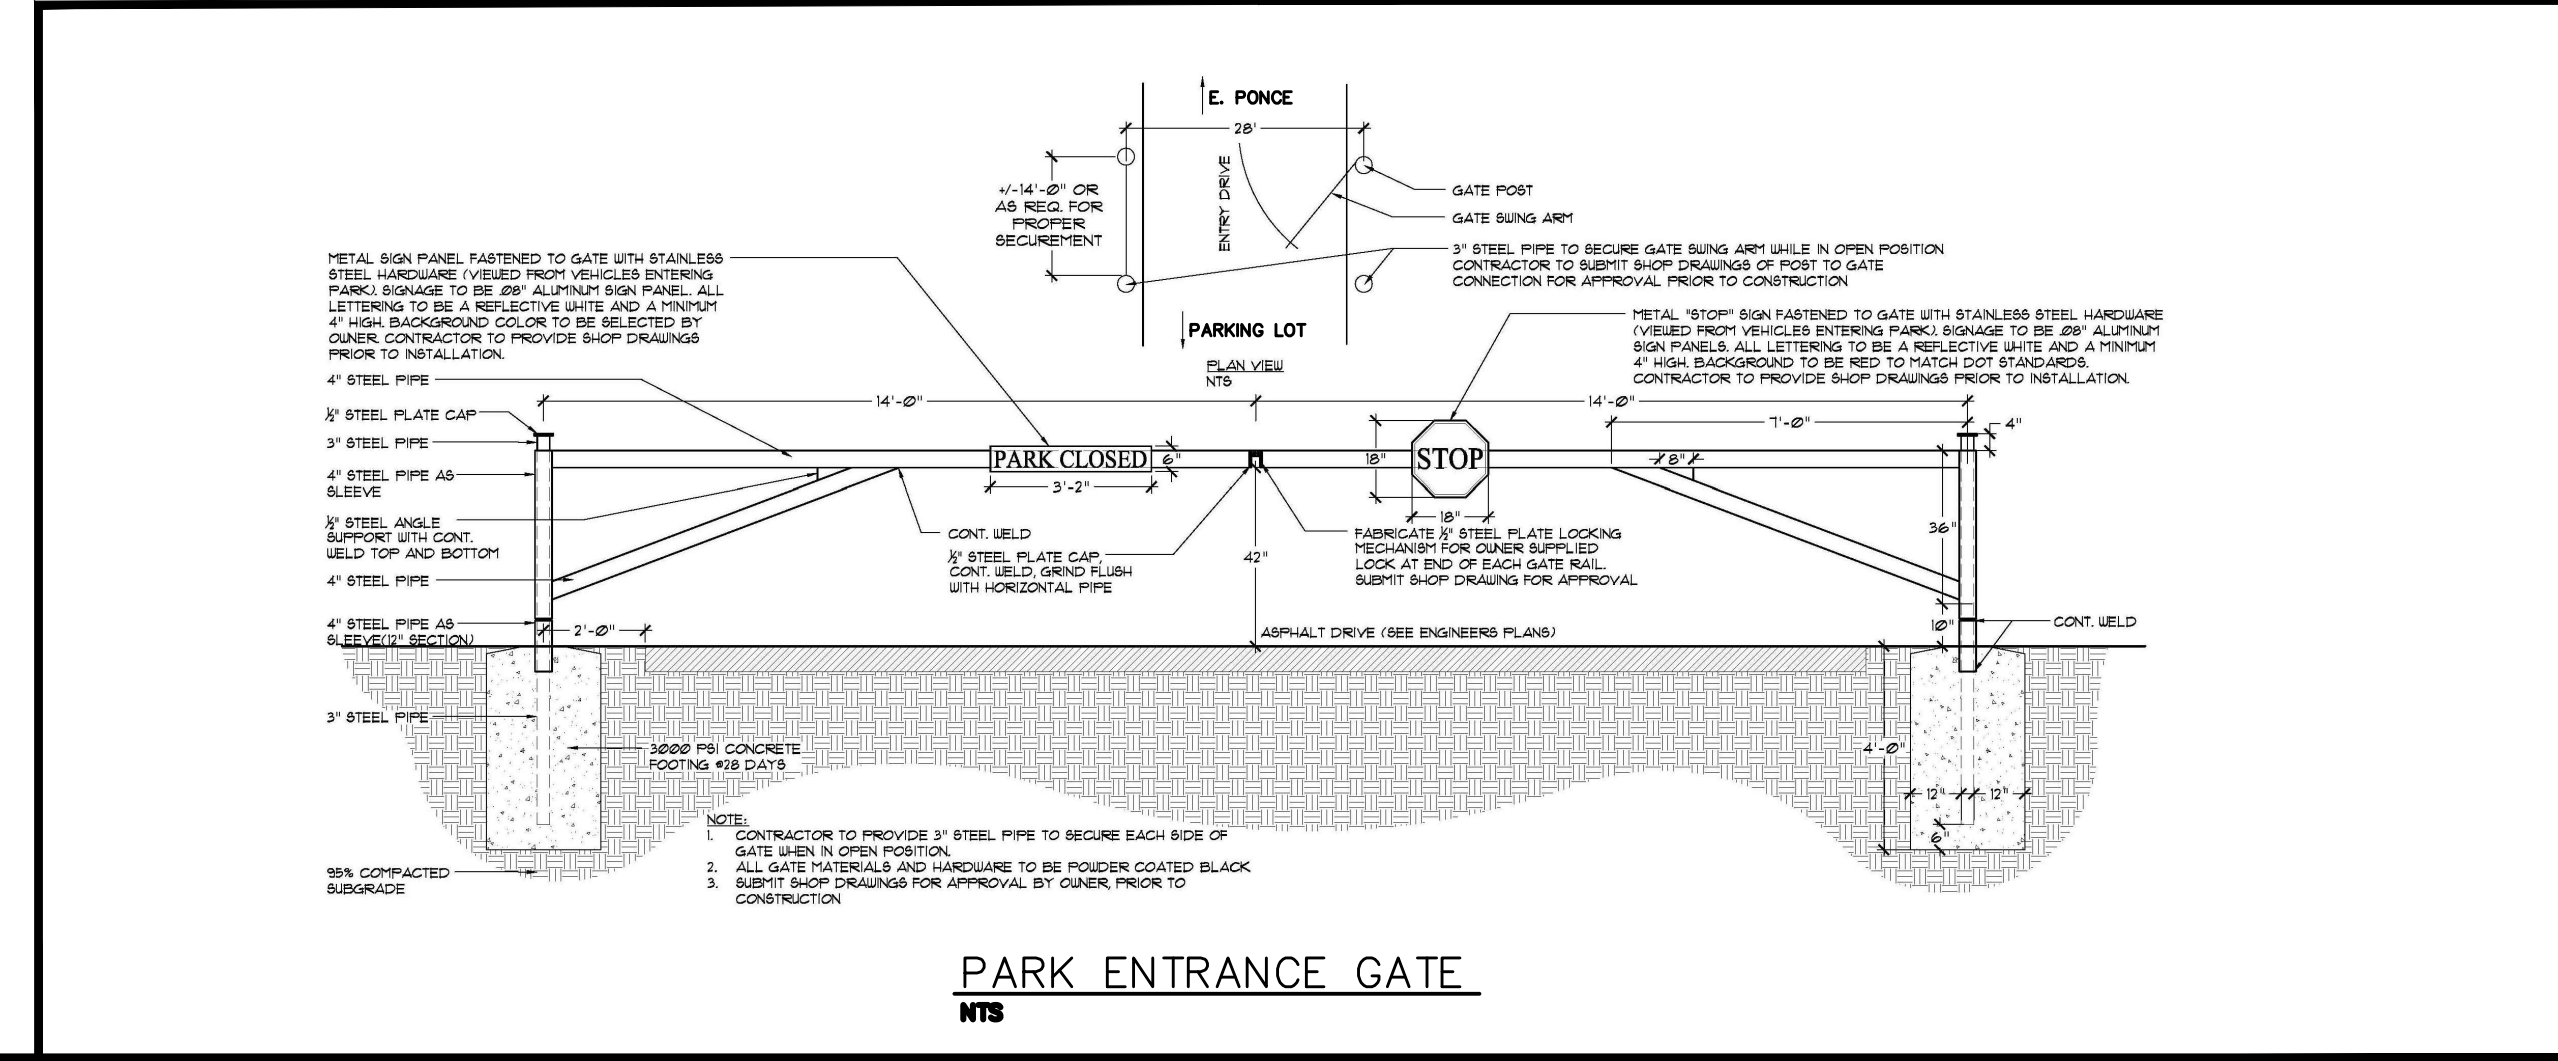 E. PONCE
28'
ENTRY DRIVE
+/-14'-0" OR
AS REQ. FOR
PROPER
SECUREMENT
GATE POST
GATE SWING ARM
3" STEEL PIPE TO SECURE GATE SWING ARM WHILE IN OPEN POSITION
CONTRACTOR TO SUBMIT SHOP DRAWINGS OF POST TO GATE
CONNECTION FOR APPROVAL PRIOR TO CONSTRUCTION
PARKING LOT
PLAN VIEW
NTS
METAL SIGN PANEL FASTENED TO GATE WITH STAINLESS
STEEL HARDWARE (VIEWED FROM VEHICLES ENTERING
PARK). SIGNAGE TO BE .08" ALUMINUM SIGN PANEL. ALL
LETTERING TO BE A REFLECTIVE WHITE AND A MINIMUM
4" HIGH. BACKGROUND COLOR TO BE SELECTED BY
OWNER. CONTRACTOR TO PROVIDE SHOP DRAWINGS
PRIOR TO INSTALLATION.
METAL "STOP" SIGN FASTENED TO GATE WITH STAINLESS STEEL HARDWARE
(VIEWED FROM VEHICLES ENTERING PARK). SIGNAGE TO BE .08" ALUMINUM
SIGN PANELS. ALL LETTERING TO BE A REFLECTIVE WHITE AND A MINIMUM
4" HIGH. BACKGROUND TO BE RED TO MATCH DOT STANDARDS.
CONTRACTOR TO PROVIDE SHOP DRAWINGS PRIOR TO INSTALLATION.
4" STEEL PIPE
½" STEEL PLATE CAP
3" STEEL PIPE
4" STEEL PIPE AS
SLEEVE
½" STEEL ANGLE
SUPPORT WITH CONT.
WELD TOP AND BOTTOM
4" STEEL PIPE
4" STEEL PIPE AS
SLEEVE(12" SECTION)
14'-0"
14'-0"
7'-0"
4"
PARK CLOSED
6"
3'-2"
18"
STOP
18"
8"
36"
10"
CONT. WELD
½" STEEL PLATE CAP,
CONT. WELD, GRIND FLUSH
WITH HORIZONTAL PIPE
42"
FABRICATE ½" STEEL PLATE LOCKING
MECHANISM FOR OWNER SUPPLIED
LOCK AT END OF EACH GATE RAIL.
SUBMIT SHOP DRAWING FOR APPROVAL
2'-0"
ASPHALT DRIVE (SEE ENGINEERS PLANS)
CONT. WELD
3" STEEL PIPE
3000 PSI CONCRETE
FOOTING @28 DAYS
4'-0"
12"
12"
6"
95% COMPACTED
SUBGRADE
NOTE:
1. CONTRACTOR TO PROVIDE 3" STEEL PIPE TO SECURE EACH SIDE OF
GATE WHEN IN OPEN POSITION.
2. ALL GATE MATERIALS AND HARDWARE TO BE POWDER COATED BLACK
3. SUBMIT SHOP DRAWINGS FOR APPROVAL BY OWNER, PRIOR TO
CONSTRUCTION
PARK ENTRANCE GATE
NTS